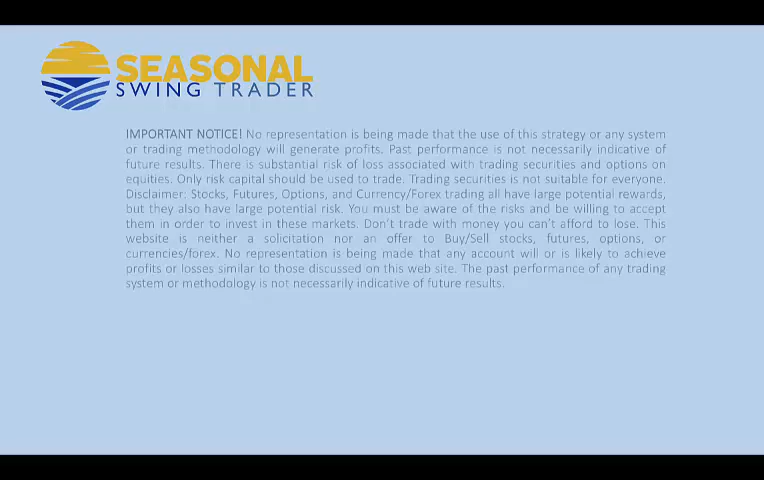 SEASONAL
SWING TRADER
IMPORTANT NOTICE! No representation is being made that the use of this strategy or any system
or trading methodology will generate profits. Past performance is not necessarily indicative of
future results. There is substantial risk of loss associated with trading securities and options on
equities. Only risk capital should be used to trade. Trading securities is not suitable for everyone.
Disclaimer: Stocks, Futures, Options, and Currency/Forex trading all have large potential rewards,
but they also have large potential risk. You must be aware of the risks and be willing to accept
them in order to invest in these markets. Don't trade with money you can't afford to lose. This
website is neither a solicitation nor an offer to Buy/Sell stocks, futures, options, or
currencies/forex. No representation is being made that any account will or is likely to achieve
profits or losses similar to those discussed on this web site. The past performance of any trading
system or methodology is not necessarily indicative of future results.